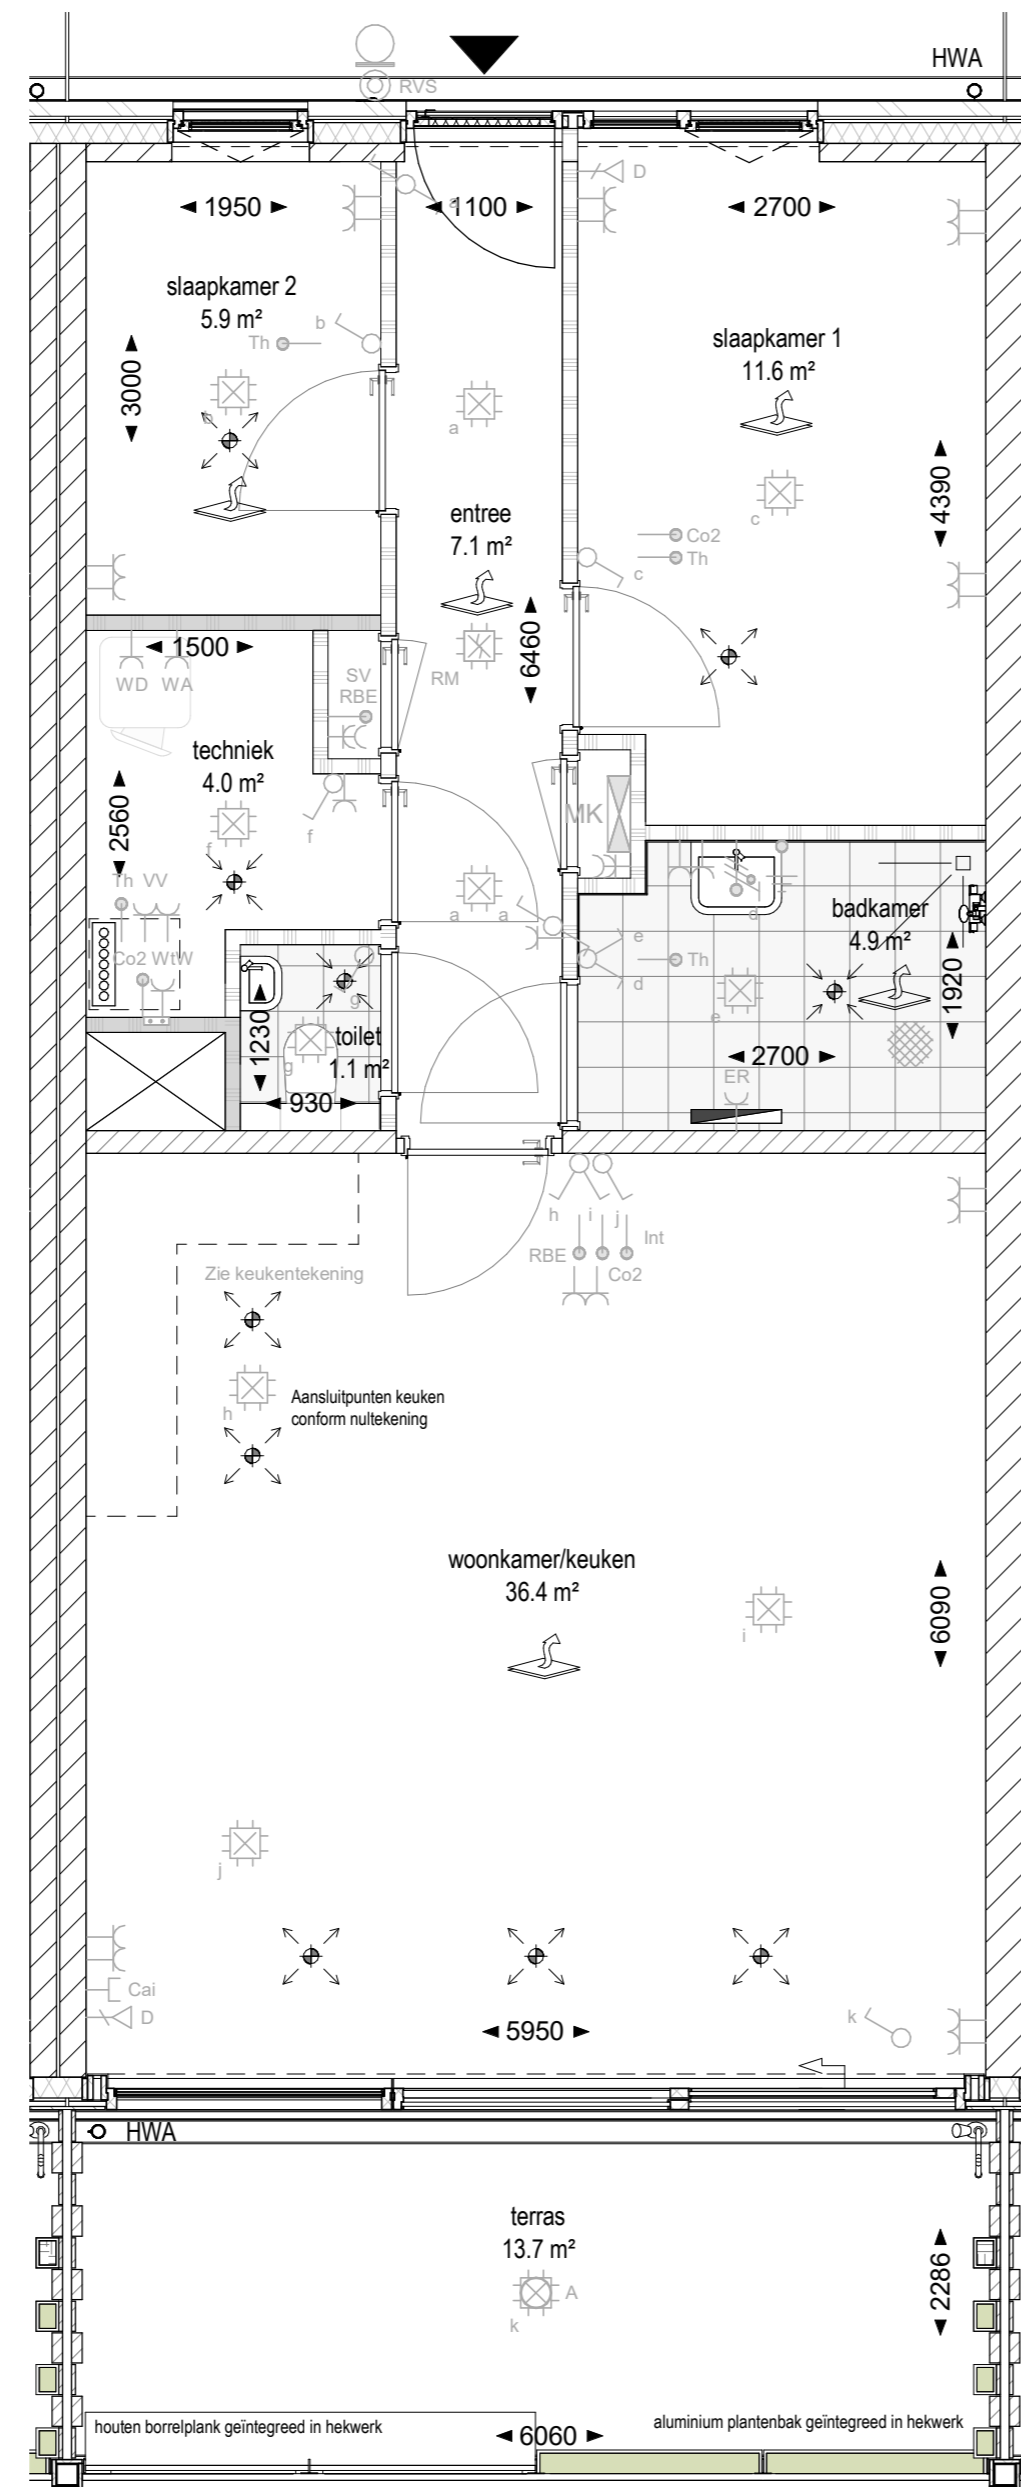 HWA
RVS
D
a
1950
1100
2700
slaapkamer 2
5.9 m²
b
Th
3000
b
slaapkamer 1
11.6 m²
a
c
4390
entree
7.1 m²
Co2
Th
c
6460
1500
WD WA
SV
RBE
RM
techniek
4.0 m²
2560
f
f
MK
Th VV
a
a
d
badkamer
4.9 m²
Co2 WtW
e
Th
d
g
e
1920
1230
toilet
1.1 m²
g
2700
930
ER
h i j
Int
RBE
Co2
Zie keukentekening
h
Aansluitpunten keuken
conform nultekening
woonkamer/keuken
36.4 m²
6090
i
j
Cai
D
k
5950
HWA
terras
13.7 m²
A
k
2286
houten borrelplank geïntegreed in hekwerk
6060
aluminium plantenbak geïntegreed in hekwerk